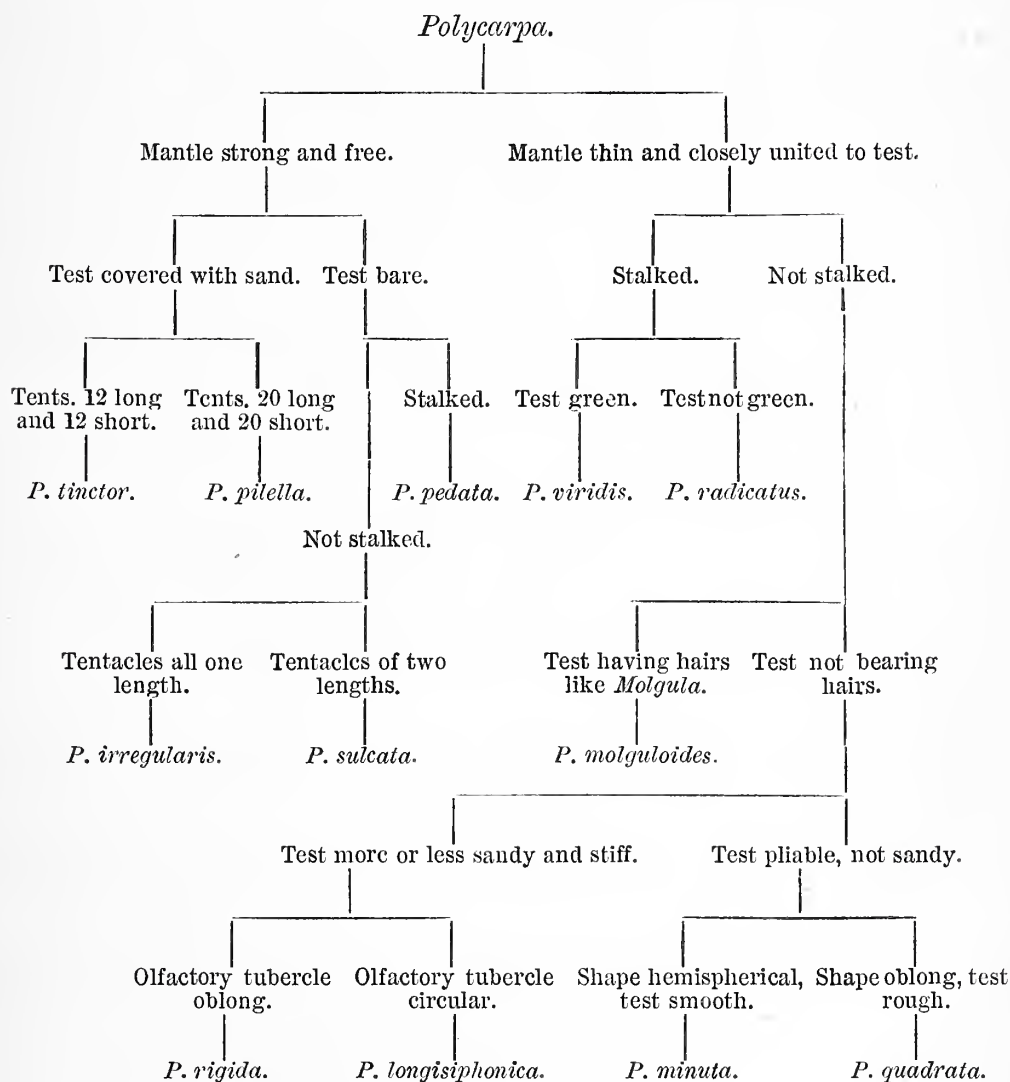 Polycarpa.
Mantle strong and free.
Mantle thin and closely united to test.
Test covered with sand.
Test bare.
Stalked.
Not stalked.
Tents. 12 long
and 12 short.
Tents. 20 long
and 20 short.
Stalked.
Test green.
Test not green.
P. tinctor.
P. pilella.
P. pedata.
P. viridis.
P. radicatus.
Not stalked.
Tentacles all one
length.
Tentacles of two
lengths.
Test having hairs
like Molgula.
Test not bearing
hairs.
P. irregularis.
P. sulcata.
P. molguloides.
Test more or less sandy and stiff.
Test pliable, not sandy.
Olfactory tubercle
oblong.
Olfactory tubercle
circular.
Shape hemispherical,
test smooth.
Shape oblong, test
rough.
P. rigida.
P. longisiphonica.
P. minuta.
P. quadrata.